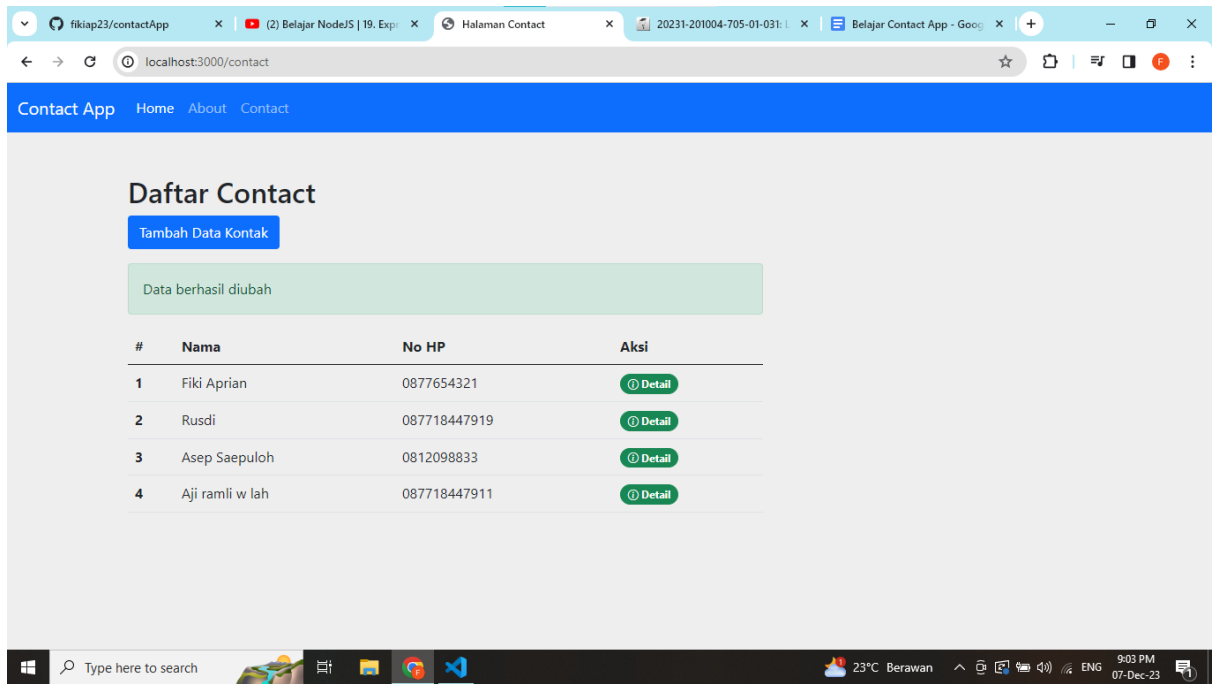 fikiap23/contactApp
(2) Belajar NodeJS | 19. Expr
Halaman Contact
20231-201004-705-01-031: L
Belajar Contact App - Goog
localhost:3000/contact
F
Contact App Home About Contact
Daftar Contact
Tambah Data Kontak
Data berhasil diubah
# Nama No HP Aksi
1 Fiki Aprian 0877654321 Detail
2 Rusdi 087718447919 Detail
3 Asep Saepuloh 0812098833 Detail
4 Aji ramli w lah 087718447911 Detail
Type here to search
23°C Berawan
ENG
9:03 PM
07-Dec-23
1